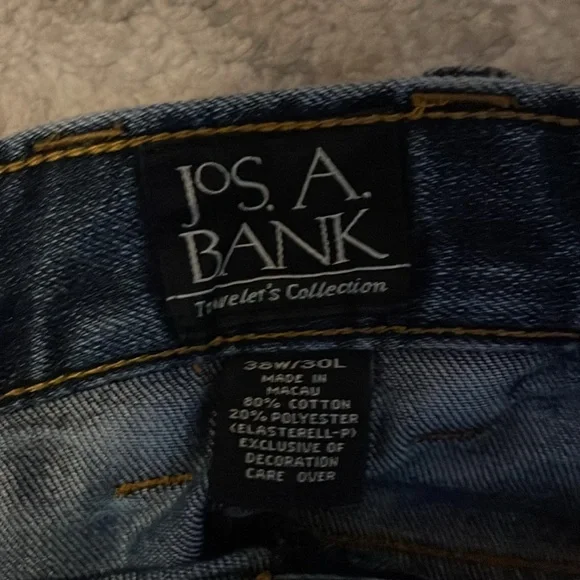 JOS. A.
BANK
Traveler's Collection
38W/30L
MADE IN
MACAU
80% COTTON
20% POLYESTER
(ELASTERELL-P)
EXCLUSIVE OF
DECORATION
CARE OVER